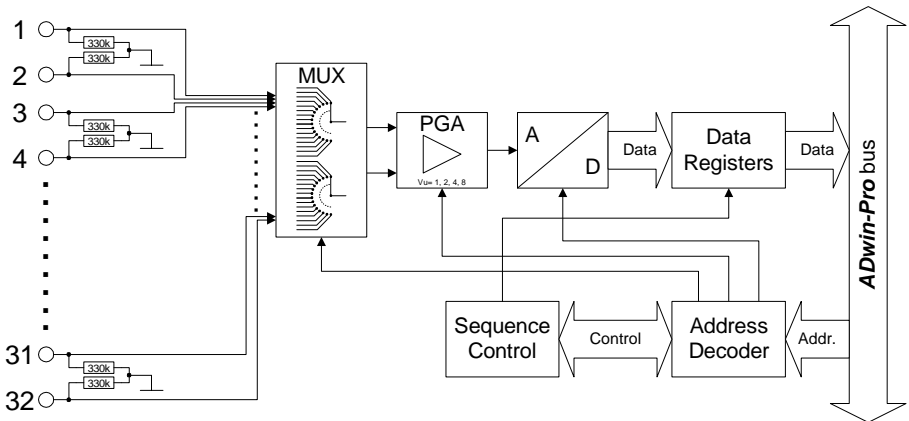 1
330k
330k
2
3
330k
330k
4
31
330k
330k
32
MUX
PGA
Vu= 1, 2, 4, 8
A
D
Data
Data
Registers
Data
Sequence
Control
Control
Address
Decoder
Addr.
ADwin-Pro bus